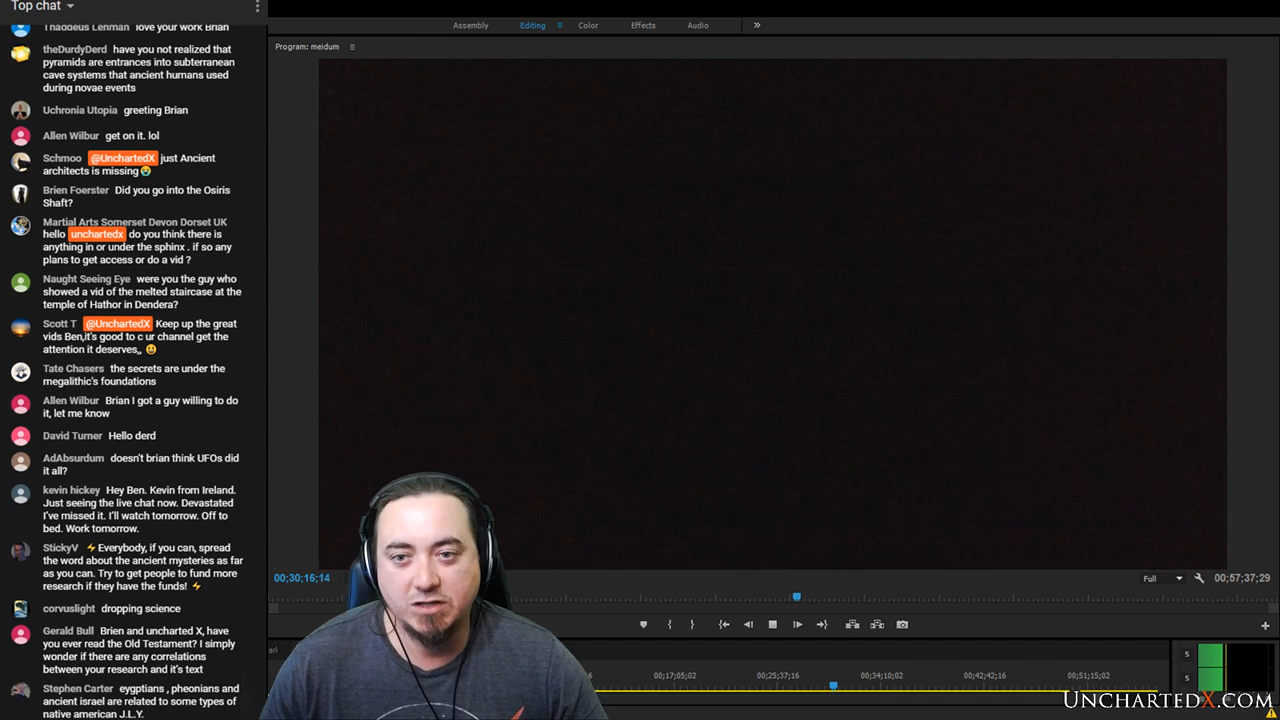 Top chat
Thaddeus Lehman love your work Brian
theDurdyDerd have you not realized that
pyramids are entrances into subterranean
cave systems that ancient humans used
during novae events
Uchronia Utopia greeting Brian
Allen Wilbur get on it. lol
Schmoo @UnchartedX just Ancient
architects is missing😭
Brien Foerster Did you go into the Osiris
Shaft?
Martial Arts Somerset Devon Dorset UK
hello unchartedx do you think there is
anything in or under the sphinx . if so any
plans to get access or do a vid ?
Naught Seeing Eye were you the guy who
showed a vid of the melted staircase at the
temple of Hathor in Dendera?
Scott T @UnchartedX Keep up the great
vids Ben,it's good to c ur channel get the
attention it deserves,, 😃
Tate Chasers the secrets are under the
megalithic's foundations
Allen Wilbur Brian I got a guy willing to do
it, let me know
David Turner Hello derd
AdAbsurdum doesn't brian think UFOs did
it all?
kevin hickey Hey Ben. Kevin from Ireland.
Just seeing the live chat now. Devastated
I've missed it. I'll watch tomorrow. Off to
bed. Work tomorrow.
StickyV ⚡Everybody, if you can, spread
the word about the ancient mysteries as far
as you can. Try to get people to fund more
research if they have the funds! ⚡
corvuslight dropping science
Gerald Bull Brien and uncharted X, have
you ever read the Old Testament? I simply
wonder if there are any correlations
between your research and it's text
Stephen Carter eygptians , pheonians and
ancient israel are related to some types of
native american J.L.Y.
Assembly Editing Color Effects Audio
Program: meidum
00;30;16;14 Full 00;57;37;29
00;17;05;02 00;25;37;16 00;34;10;02 00;42;42;16 00;51;15;02
S
S
UNCHARTEDX.COM